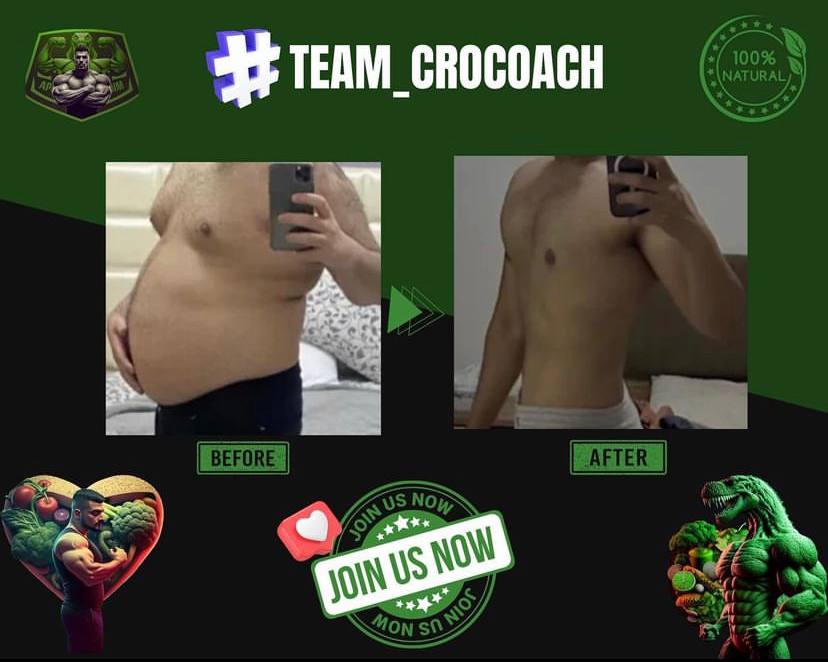 #TEAM_CROCOACH
100%
NATURAL
BEFORE
AFTER
JOIN US NOW
JOIN US NOW
JOIN US NOW